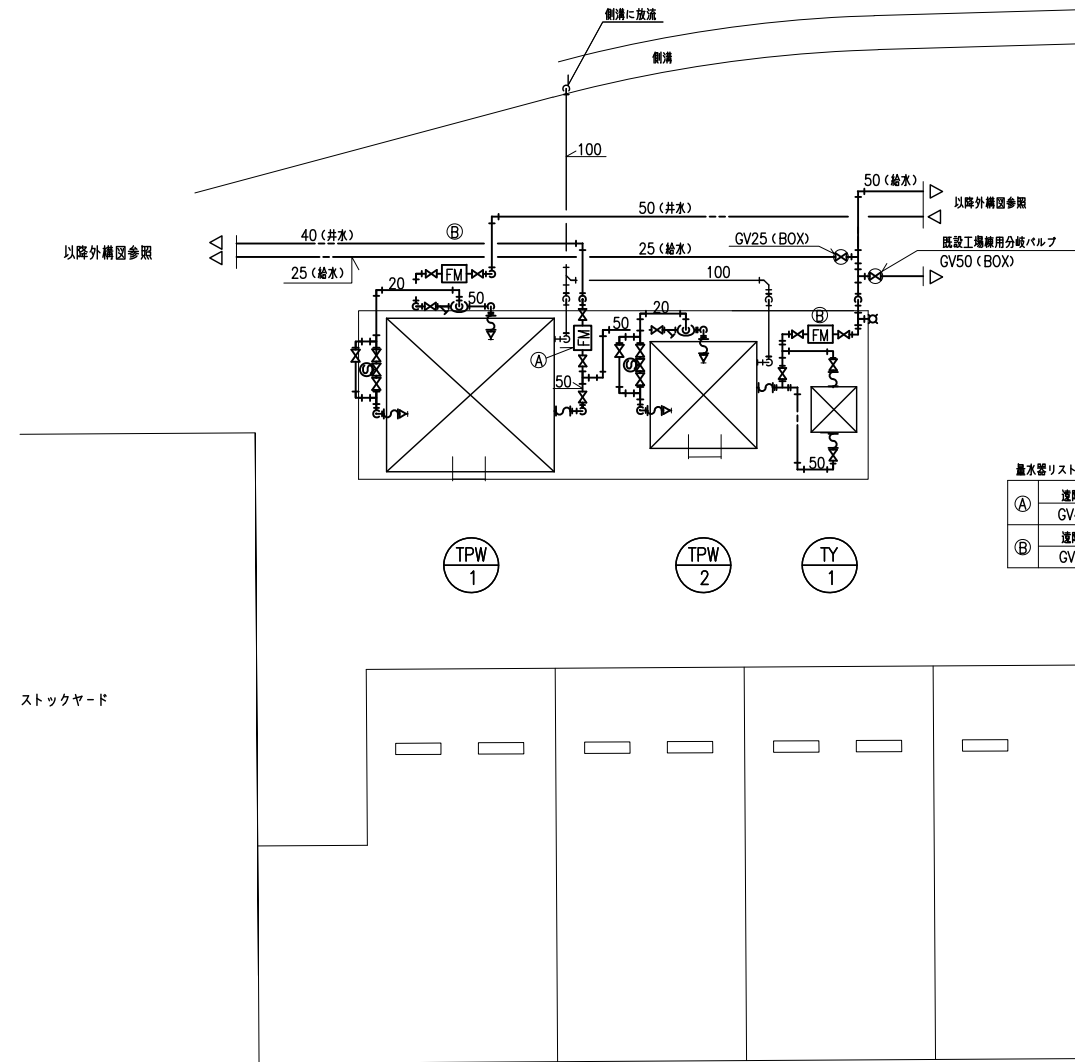 側溝に放流
側溝
100
50(給水)
50(井水)
以降外構図参照
40(井水)
B
GV25(BOX)
既設工場棟用分岐バルブ
以降外構図参照
25(給水)
GV50(BOX)
25(給水)
FM
100
20
50
20
B
50
FM
FM
A
S
S
50
50
量水器リスト
A
GV
B
GV
TPW
1
TPW
2
TY
1
ストックヤード